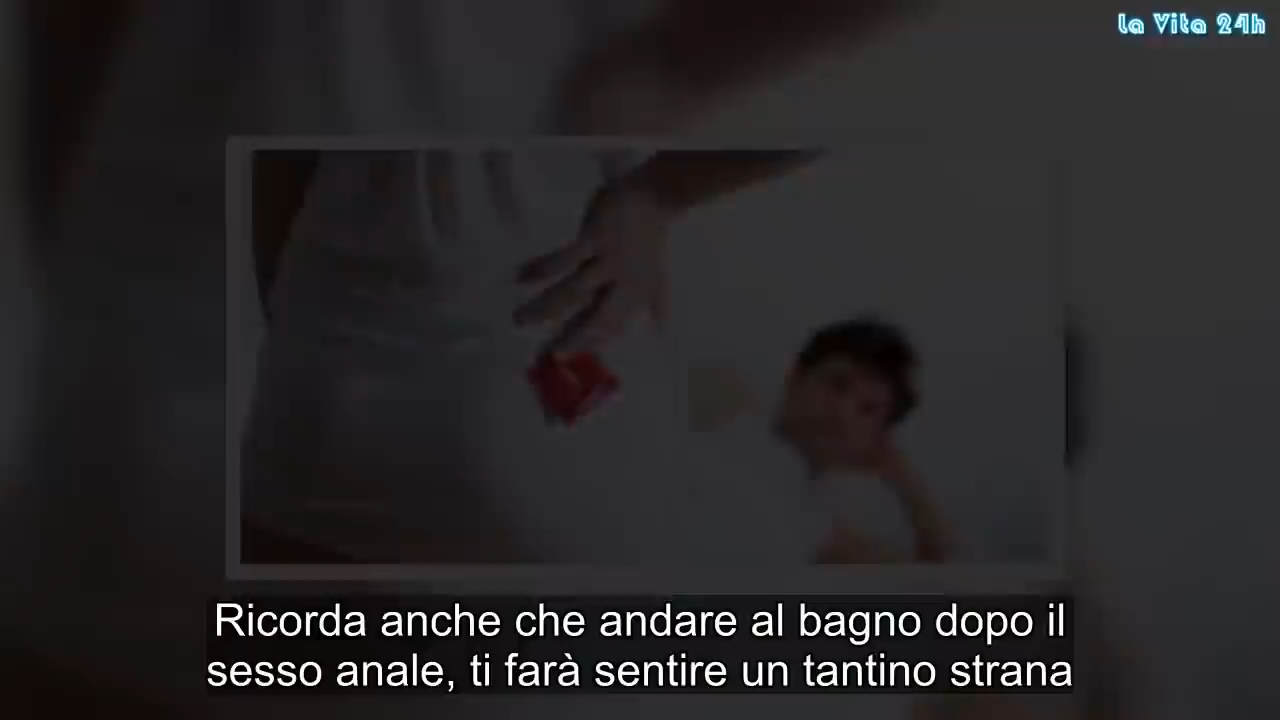 La Vita 24h
Ricorda anche che andare al bagno dopo il
sesso anale, ti farà sentire un tantino strana